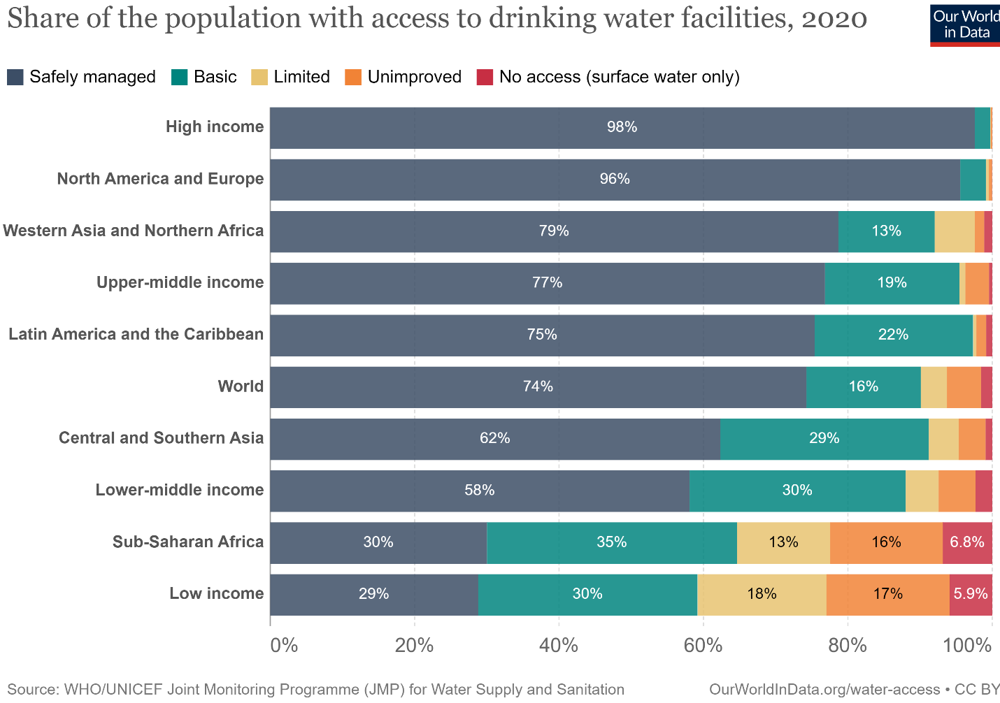 Share of the population with access to drinking water facilities, 2020
Our World
in Data
Safely managed Basic Limited Unimproved No access (surface water only)
High income 98%
North America and Europe 96%
Western Asia and Northern Africa 79% 13%
Upper-middle income 77% 19%
Latin America and the Caribbean 75% 22%
World 74% 16%
Central and Southern Asia 62% 29%
Lower-middle income 58% 30%
Sub-Saharan Africa 30% 35% 13% 16% 6.8%
Low income 29% 30% 18% 17% 5.9%
0% 20% 40% 60% 80% 100%
Source: WHO/UNICEF Joint Monitoring Programme (JMP) for Water Supply and Sanitation
OurWorldInData.org/water-access • CC BY